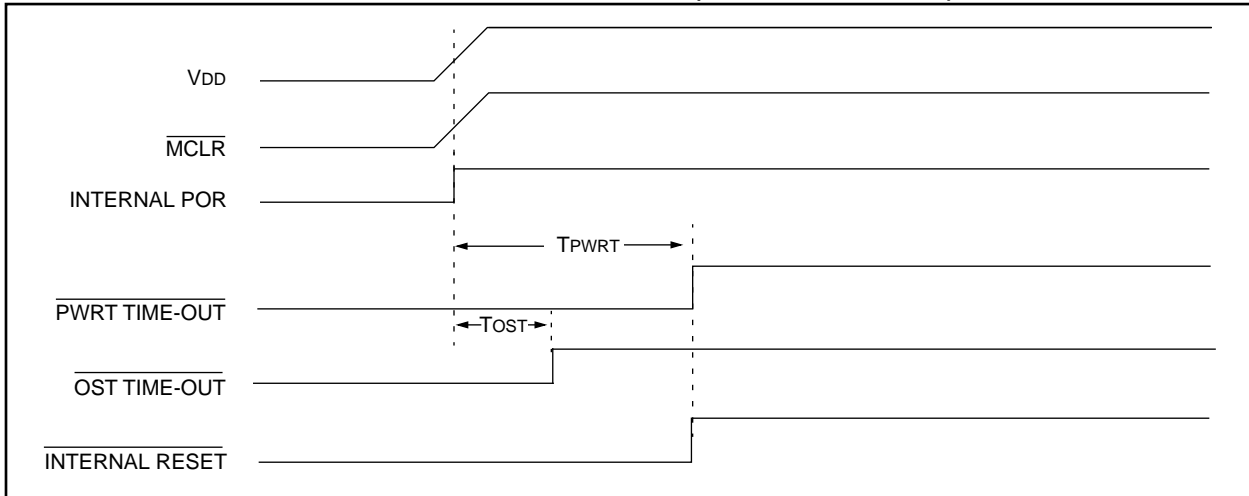 VDD
MCLR
INTERNAL POR
TPWRT
PWRT TIME-OUT
TOST
OST TIME-OUT
INTERNAL RESET